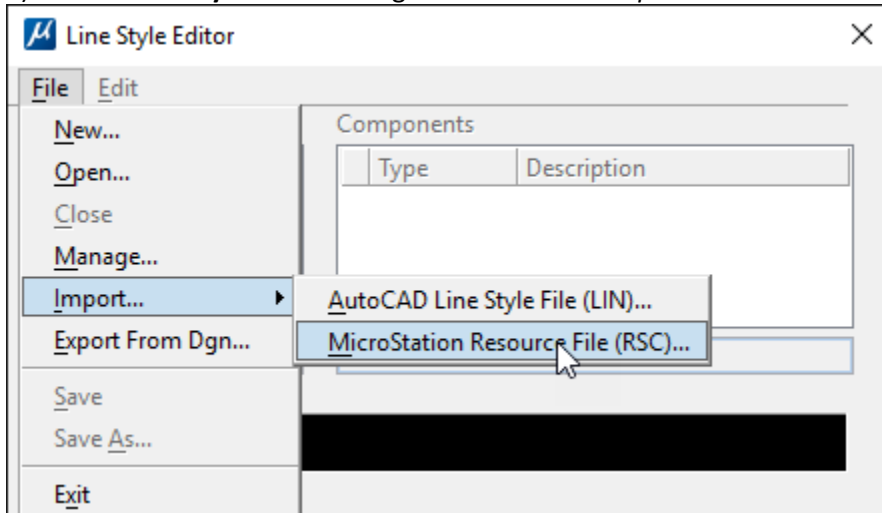 Line Style Editor
File Edit
New...
Open...
Close
Manage...
Import...
Export From Dgn...
Save
Save As...
Exit
Components
Type Description
AutoCAD Line Style File (LIN)...
MicroStation Resource File (RSC)...